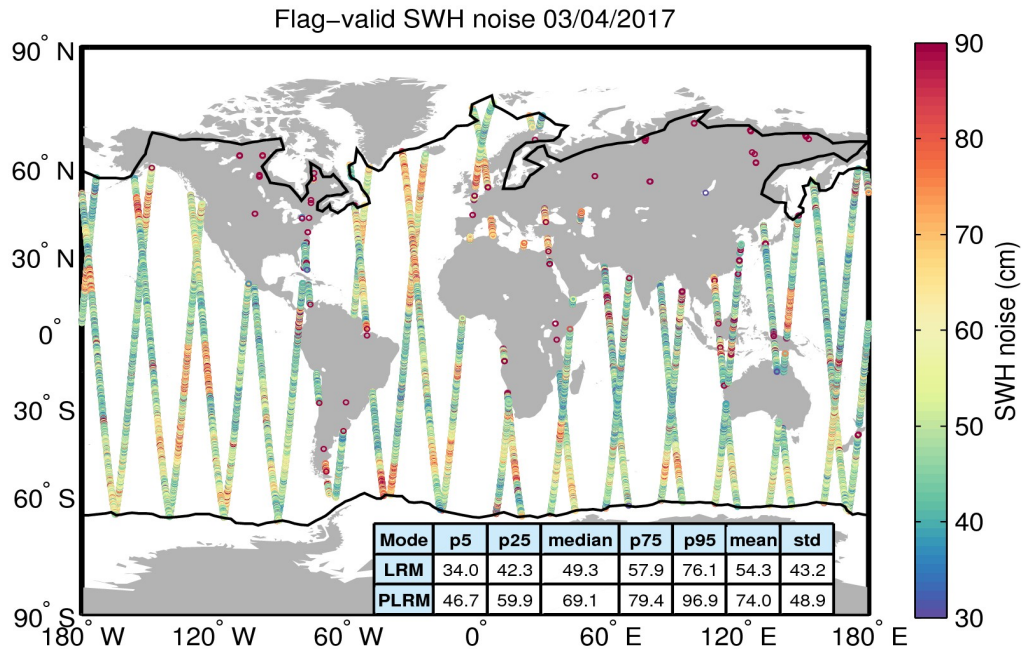 Flag−valid SWH noise 03/04/2017
90° N
60° N
30° N
0°
30° S
60° S
90° S
180° W
120° W
60° W
0°
60° E
120° E
180° E
90
80
70
60
50
40
30
SWH noise (cm)
Mode p5 p25 median p75 p95 mean std
LRM 34.0 42.3 49.3 57.9 76.1 54.3 43.2
PLRM 46.7 59.9 69.1 79.4 96.9 74.0 48.9